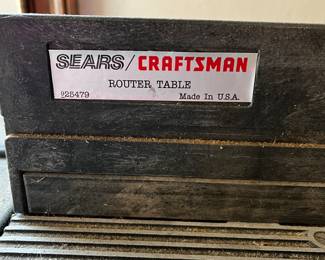 SEARS/CRAFTSMAN
ROUTER TABLE
925479 Made In U.S.A.